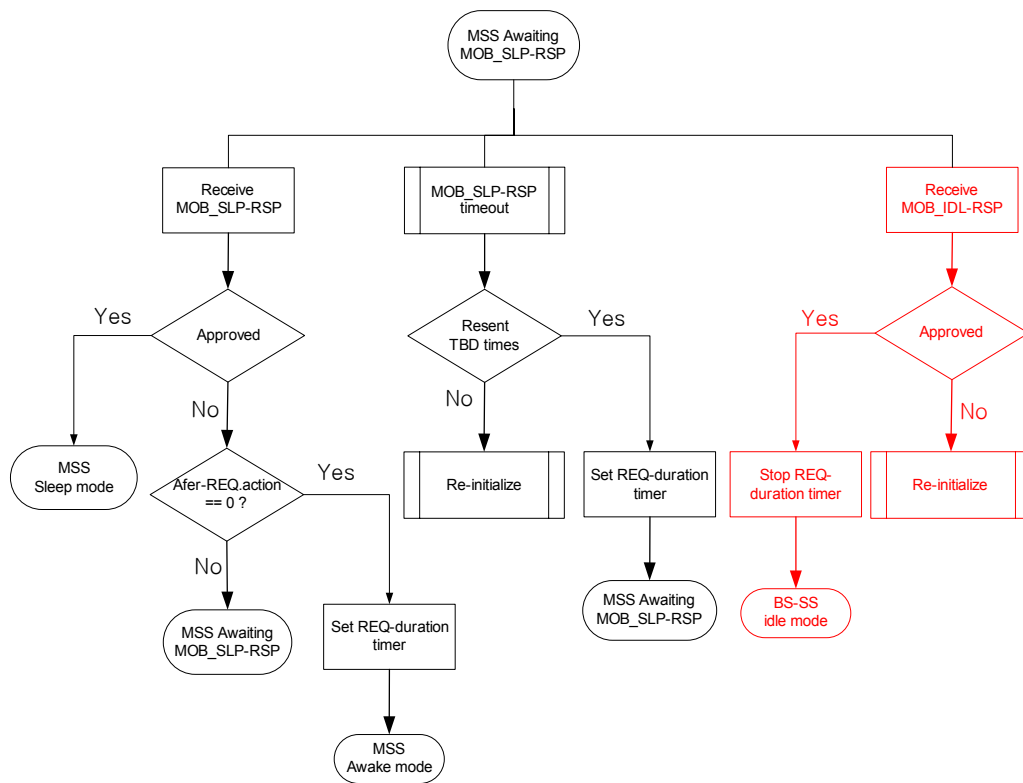 MSS Awaiting
MOB_SLP-RSP
Receive
MOB_SLP-RSP
MOB_SLP-RSP
timeout
Receive
MOB_IDL-RSP
Yes
Approved
Resent
TBD times
Yes
Yes
Approved
No
No
No
MSS
Sleep mode
Afer-REQ.action
== 0 ?
Yes
Re-initialize
Set REQ-duration
timer
Stop REQ-
duration timer
Re-initialize
No
MSS Awaiting
MOB_SLP-RSP
Set REQ-duration
timer
MSS Awaiting
MOB_SLP-RSP
BS-SS
idle mode
MSS
Awake mode